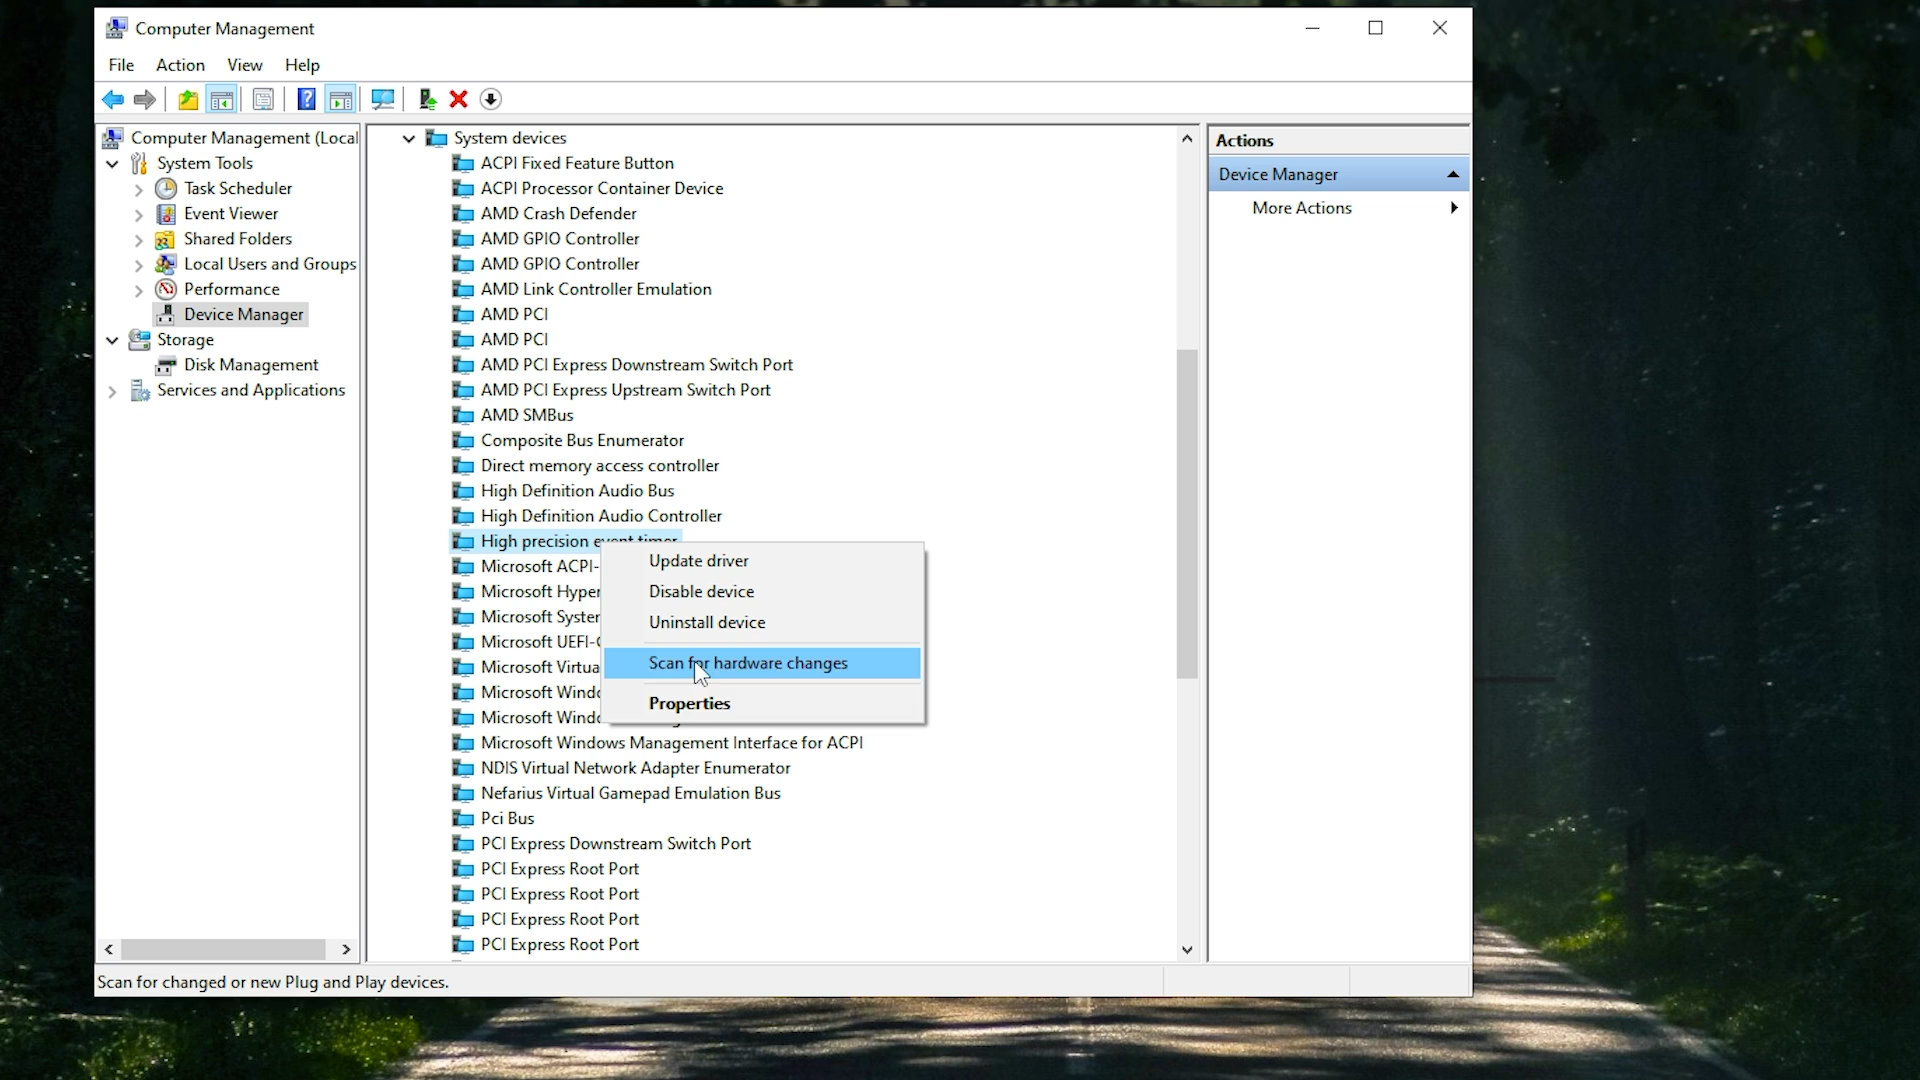 Computer Management
File Action View Help
Computer Management (Local
System Tools
Task Scheduler
Event Viewer
Shared Folders
Local Users and Groups
Performance
Device Manager
Storage
Disk Management
Services and Applications
System devices
ACPI Fixed Feature Button
ACPI Processor Container Device
AMD Crash Defender
AMD GPIO Controller
AMD GPIO Controller
AMD Link Controller Emulation
AMD PCI
AMD PCI
AMD PCI Express Downstream Switch Port
AMD PCI Express Upstream Switch Port
AMD SMBus
Composite Bus Enumerator
Direct memory access controller
High Definition Audio Bus
High Definition Audio Controller
High precision event timer
Microsoft ACPI-
Microsoft Hyper
Microsoft System
Microsoft UEFI-
Microsoft Virtua
Microsoft Windo
Microsoft Windo
Microsoft Windows Management Interface for ACPI
NDIS Virtual Network Adapter Enumerator
Nefarius Virtual Gamepad Emulation Bus
Pci Bus
PCI Express Downstream Switch Port
PCI Express Root Port
PCI Express Root Port
PCI Express Root Port
PCI Express Root Port
Update driver
Disable device
Uninstall device
Scan for hardware changes
Properties
Actions
Device Manager
More Actions
Scan for changed or new Plug and Play devices.